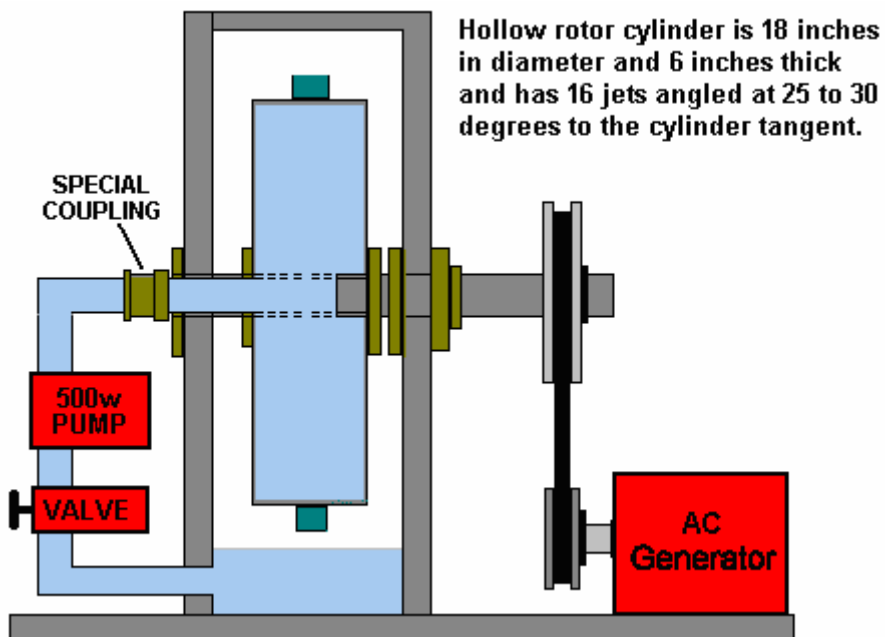 Hollow rotor cylinder is 18 inches
in diameter and 6 inches thick
and has 16 jets angled at 25 to 30
degrees to the cylinder tangent.
SPECIAL
COUPLING
500w
PUMP
VALVE
AC
Generator